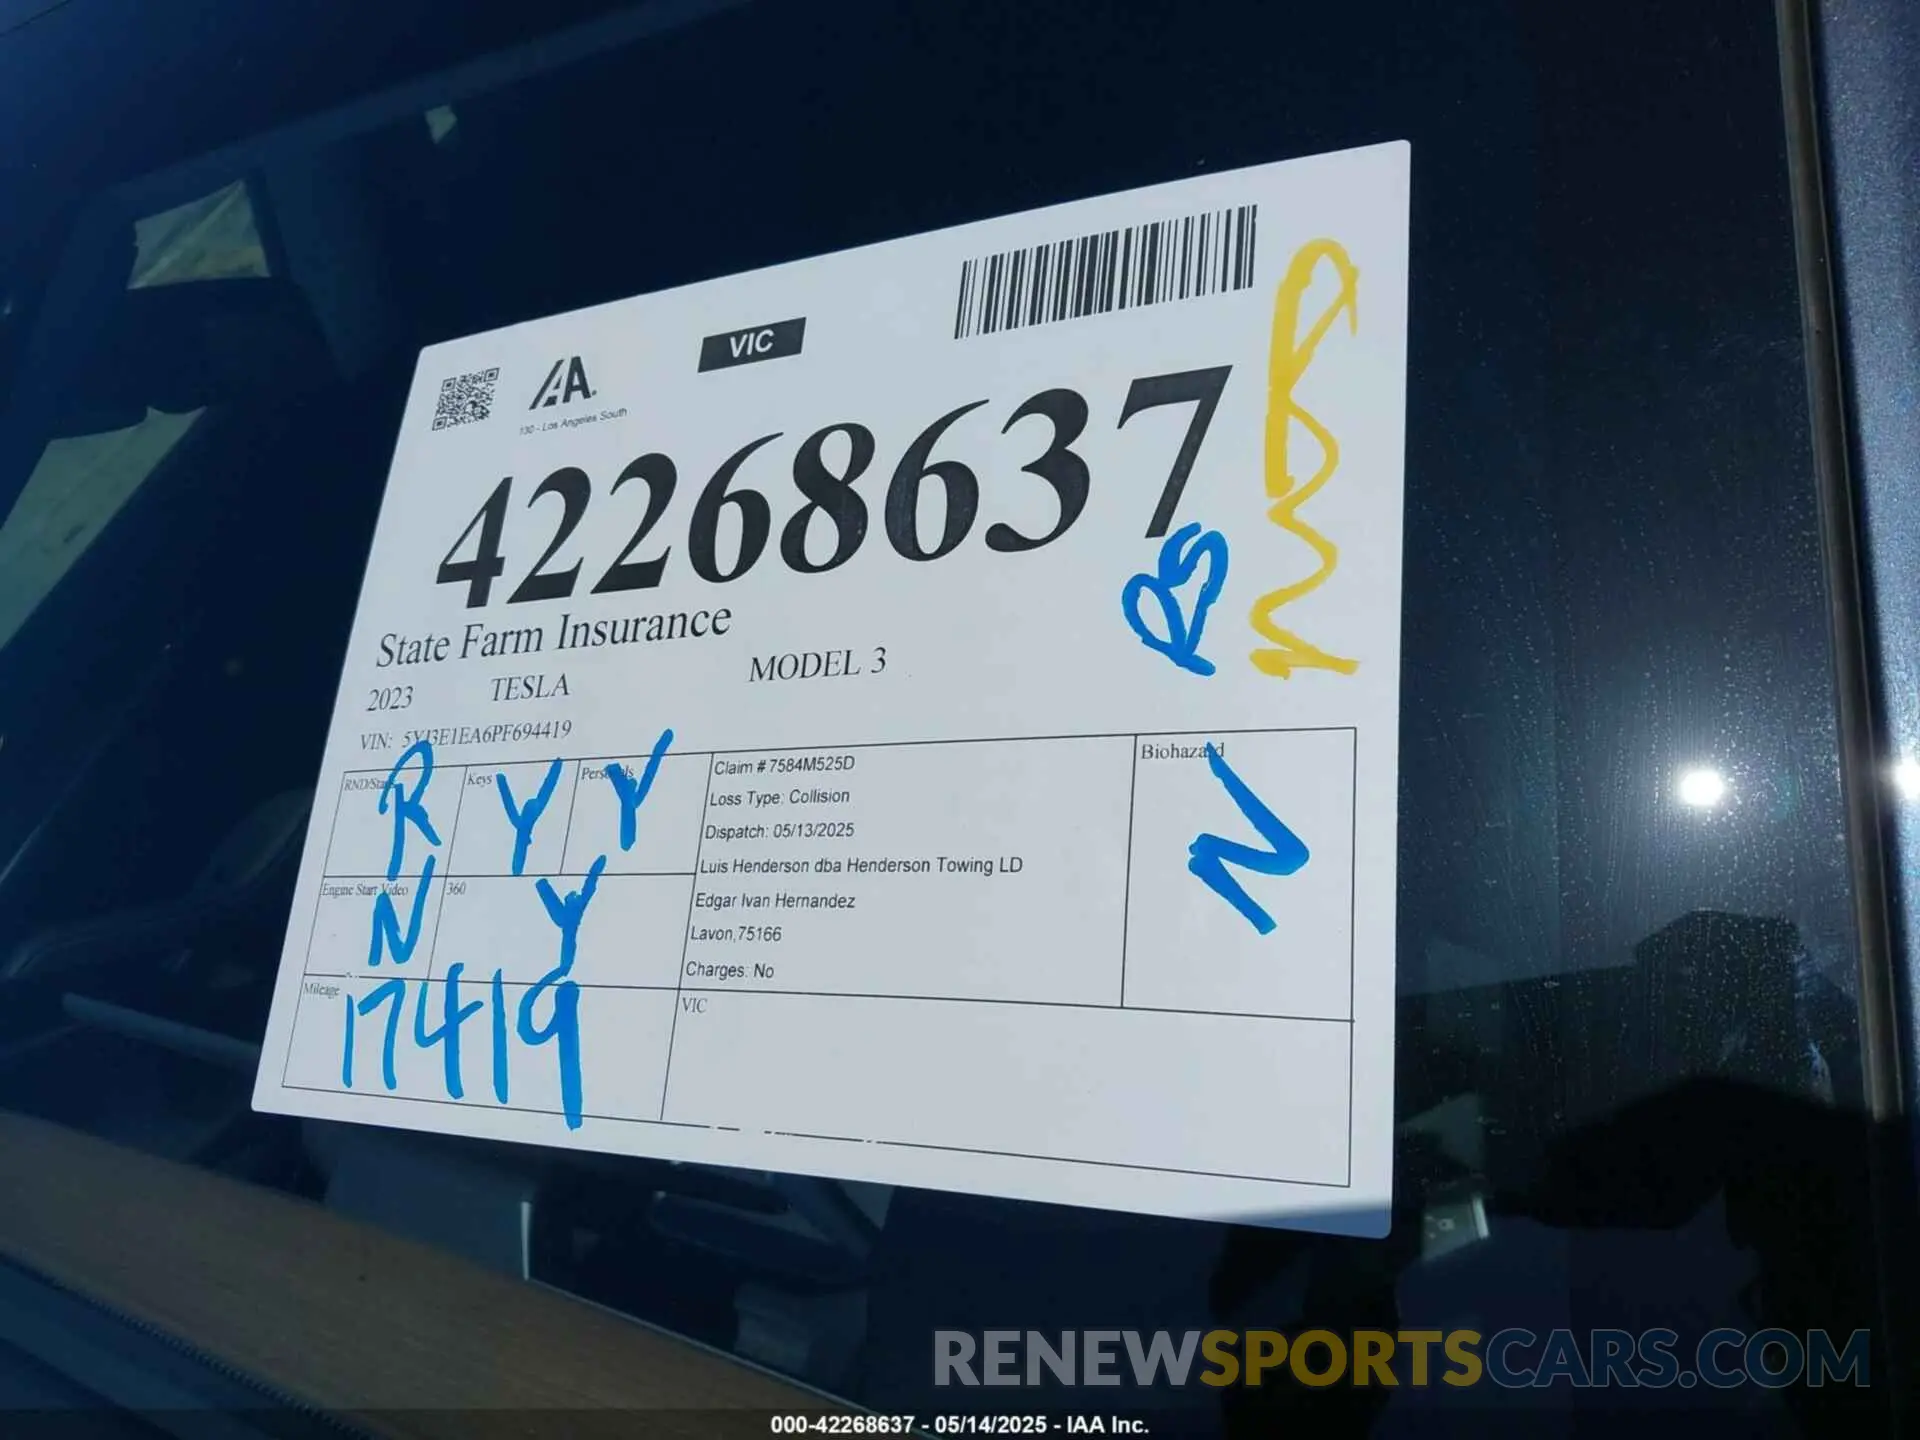 VIC
IAA
130 - Los Angeles South
42268637
RS
State Farm Insurance
2023 TESLA MODEL 3
VIN: 5YJ3E1EA6PF694419
RND/Stat R
Keys Y
Personals Y
Claim # 7584M525D
Loss Type: Collision
Dispatch: 05/13/2025
Luis Henderson dba Henderson Towing LD
Edgar Ivan Hernandez
Lavon,75166
Charges: No
Biohazard N
Engine Start Video N
360 Y
Mileage 17419
VIC
RENEWSPORTSCARS.COM
000-42268637 - 05/14/2025 - IAA Inc.